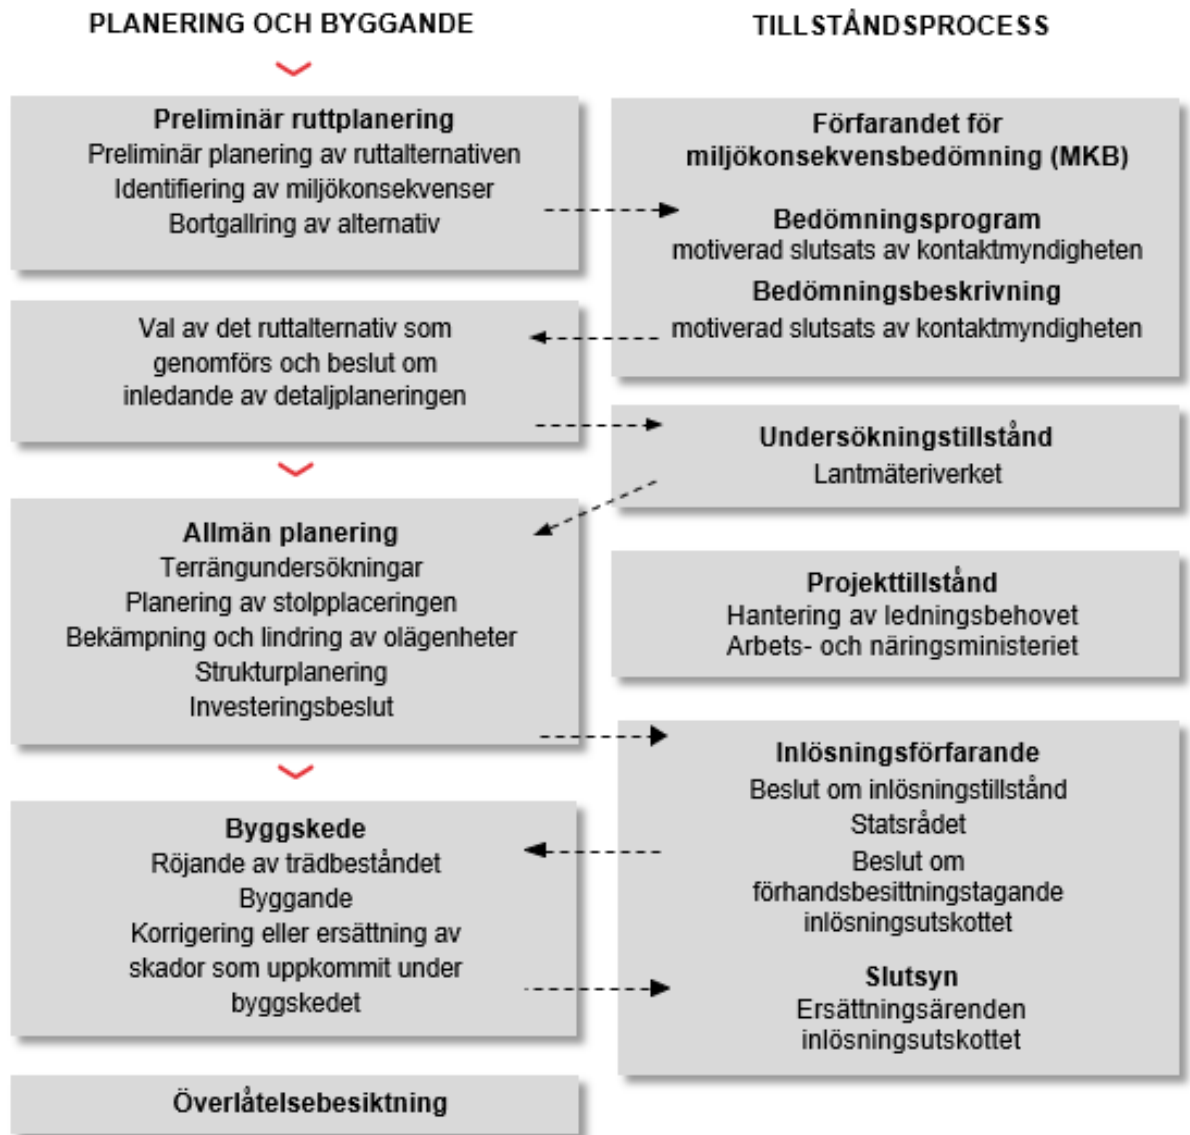 PLANERING OCH BYGGANDE
Preliminär ruttplanering
Preliminär planering av ruttalternativen
Identifiering av miljökonsekvenser
Bortgallring av alternativ
Val av det ruttalternativ som
genomförs och beslut om
inledande av detaljplaneringen
Allmän planering
Terrängundersökningar
Planering av stolpplaceringen
Bekämpning och lindring av olägenheter
Strukturplanering
Investeringsbeslut
Byggskede
Röjande av trädbeståndet
Byggande
Korrigering eller ersättning av
skador som uppkommit under
byggskedet
Överlåtelsebesiktning
TILLSTÅNDSPROCESS
Förfarandet för
miljökonsekvensbedömning (MKB)
Bedömningsprogram
motiverad slutsats av kontaktmyndigheten
Bedömningsbeskrivning
motiverad slutsats av kontaktmyndigheten
Undersökningstillstånd
Lantmäteriverket
Projekttillstånd
Hantering av ledningsbehovet
Arbets- och näringsministeriet
Inlösningsförfarande
Beslut om inlösningstillstånd
Statsrådet
Beslut om
förhandsbesittningstagande
inlösningsutskottet
Slutsyn
Ersättningsärenden
inlösningsutskottet